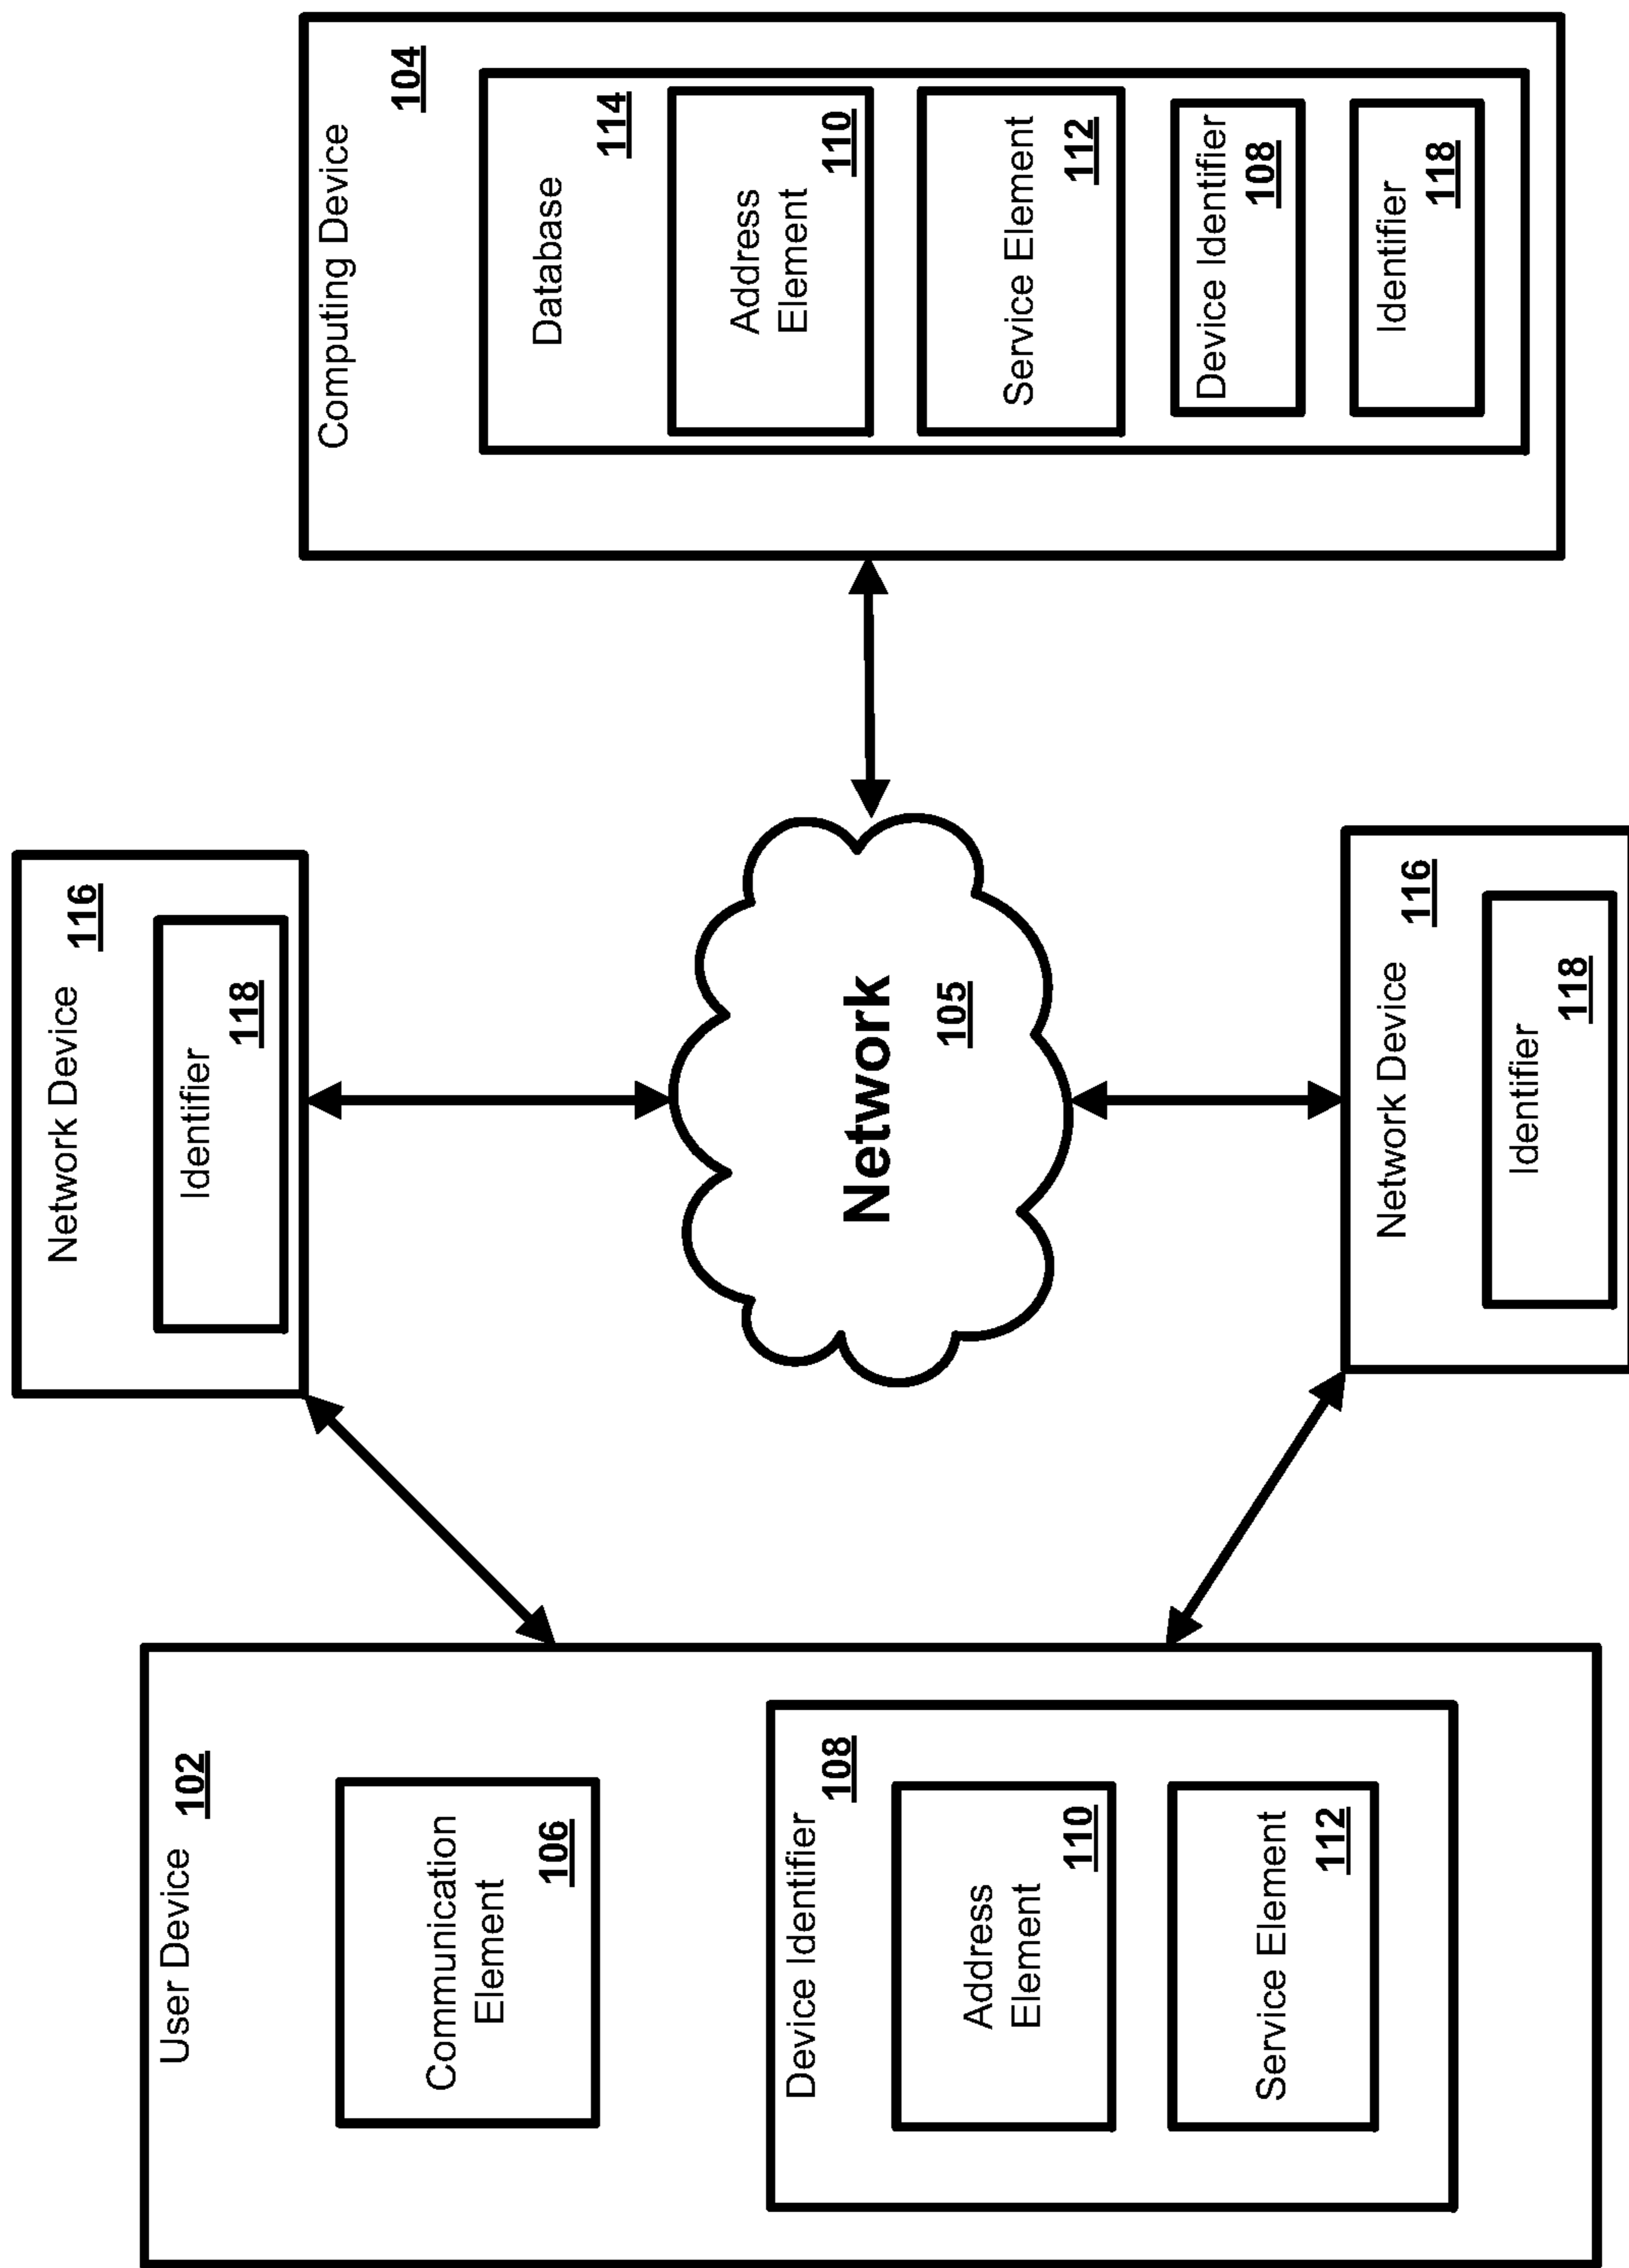 User Device
102
Communication
Element
106
Device Identifier
108
Address
Element
110
Service Element
112
Network Device
116
Identifier
118
Network
105
Network Device
116
Identifier
118
Computing Device
104
Database
114
Address
Element
110
Service Element
112
Device Identifier
108
Identifier
118